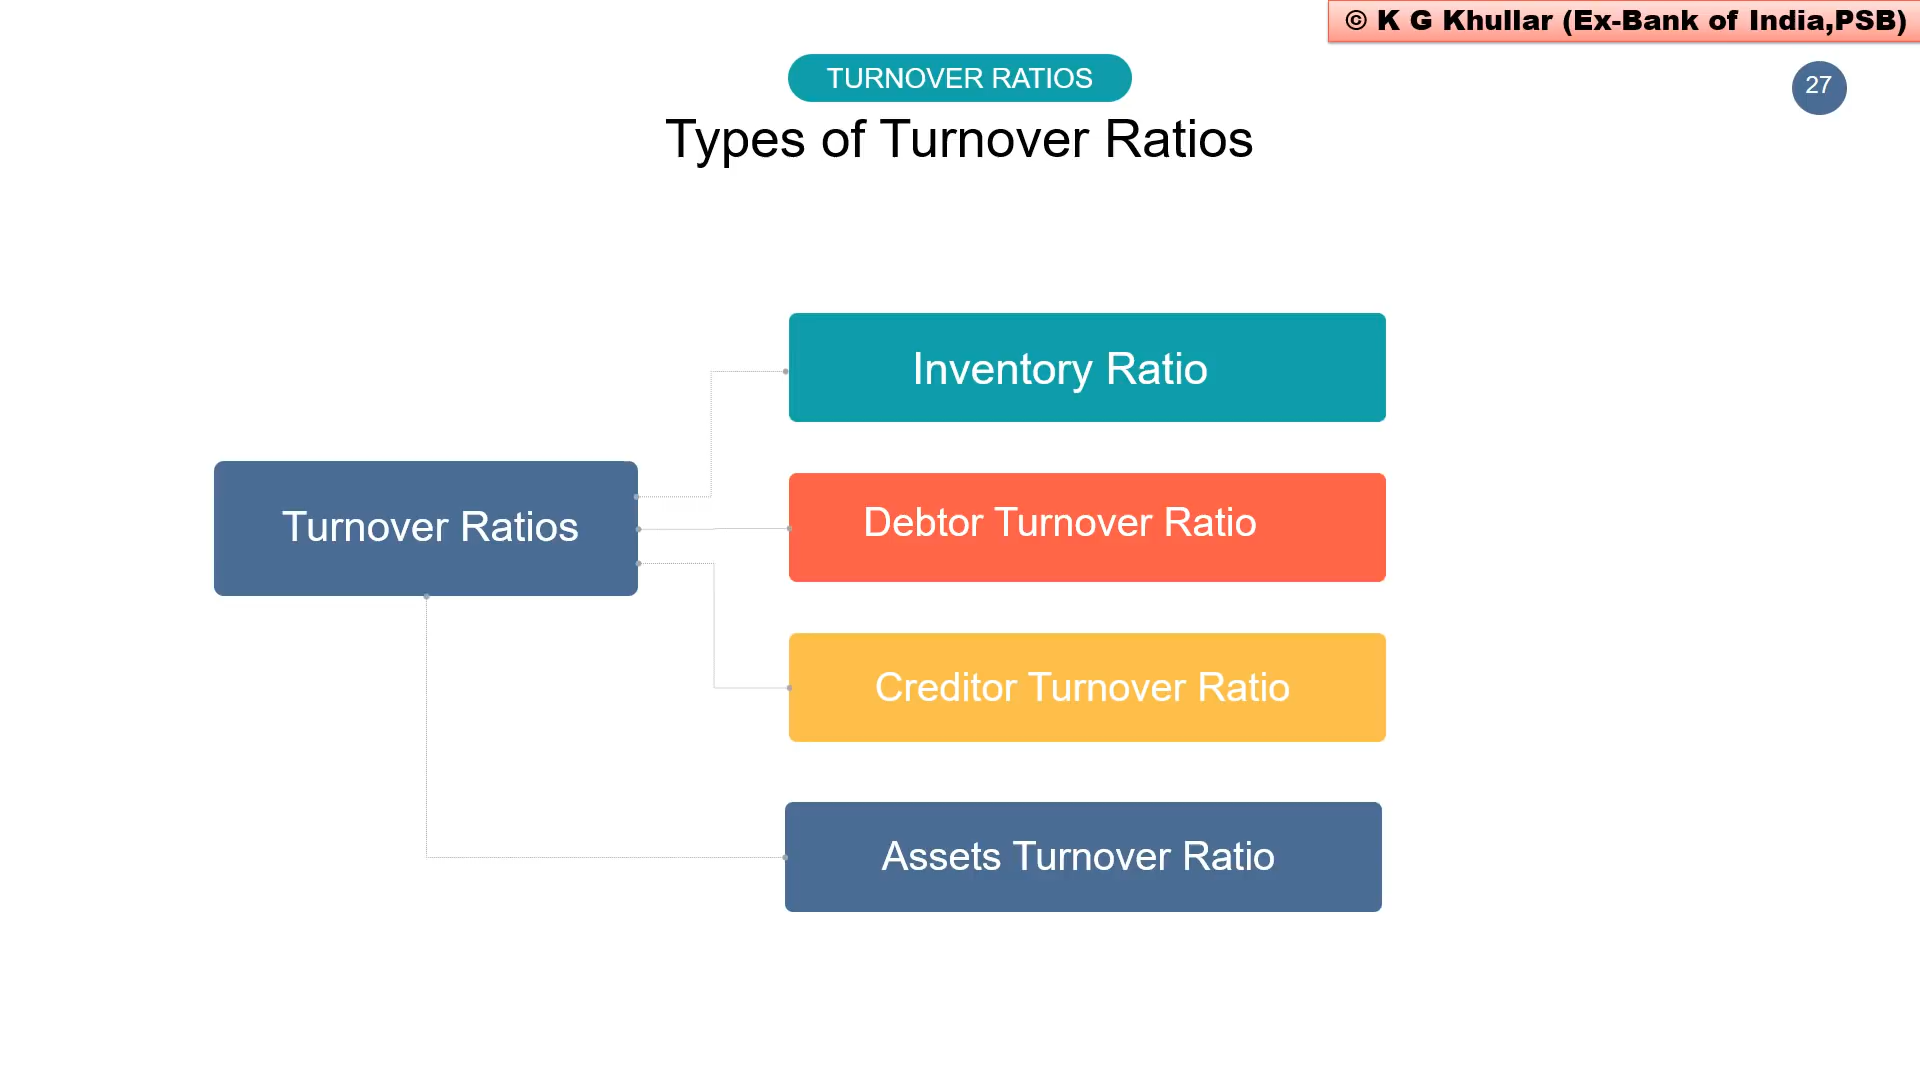 © K G Khullar (Ex-Bank of India,PSB)
TURNOVER RATIOS
27
Types of Turnover Ratios
Inventory Ratio
Turnover Ratios
Debtor Turnover Ratio
Creditor Turnover Ratio
Assets Turnover Ratio